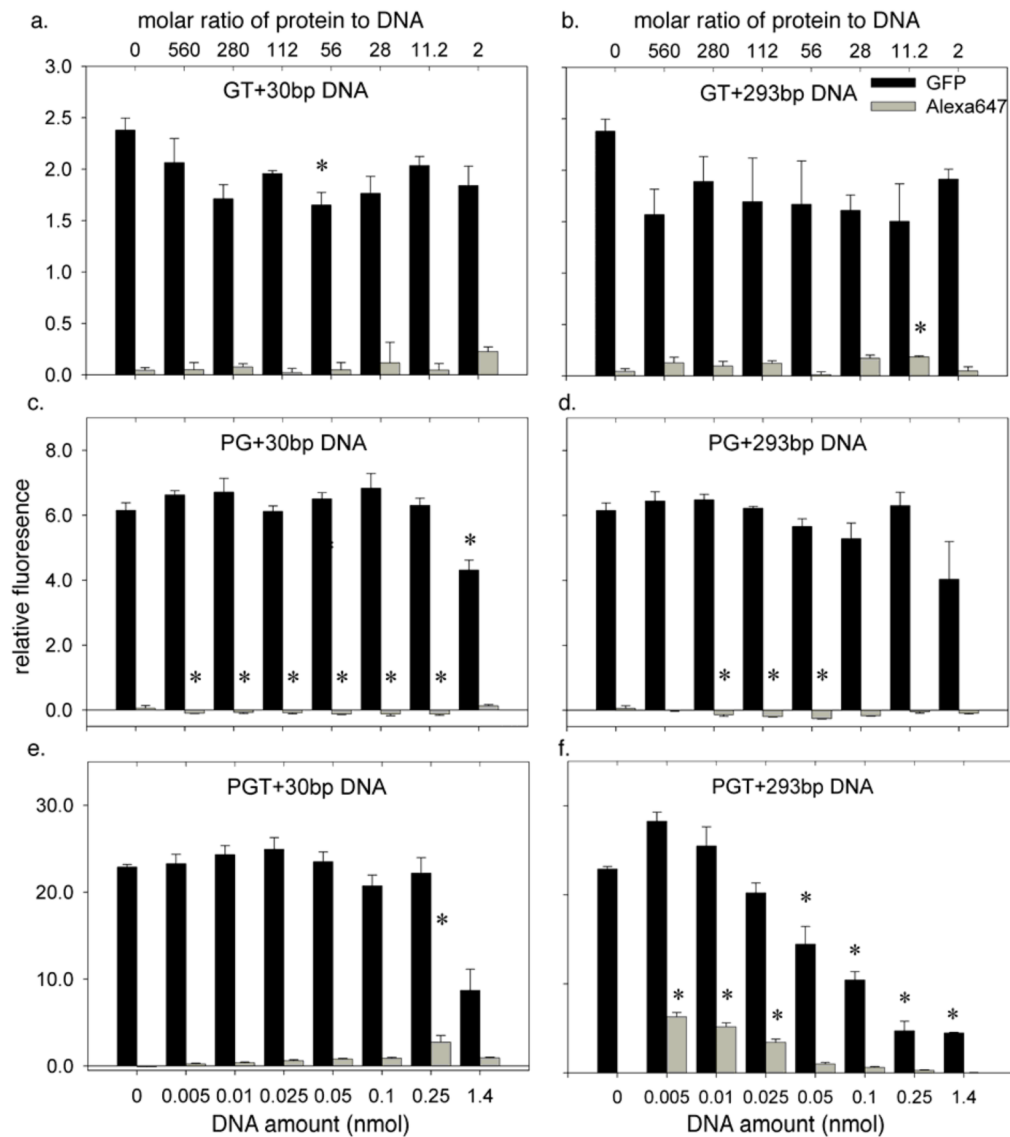 a. molar ratio of protein to DNA
0 560 280 112 56 28 11.2 2
b. molar ratio of protein to DNA
0 560 280 112 56 28 11.2 2
GT+30bp DNA
3.0
2.5
2.0
1.5
1.0
0.5
0.0
*
GT+293bp DNA
GFP
Alexa647
*
c.
PG+30bp DNA
8.0
6.0
4.0
2.0
0.0
*
* * * * * *
d.
PG+293bp DNA
* * *
relative fluoresence
e.
PGT+30bp DNA
30.0
20.0
10.0
0.0
*
0 0.005 0.01 0.025 0.05 0.1 0.25 1.4
DNA amount (nmol)
f.
PGT+293bp DNA
* * * *
* * *
0 0.005 0.01 0.025 0.05 0.1 0.25 1.4
DNA amount (nmol)